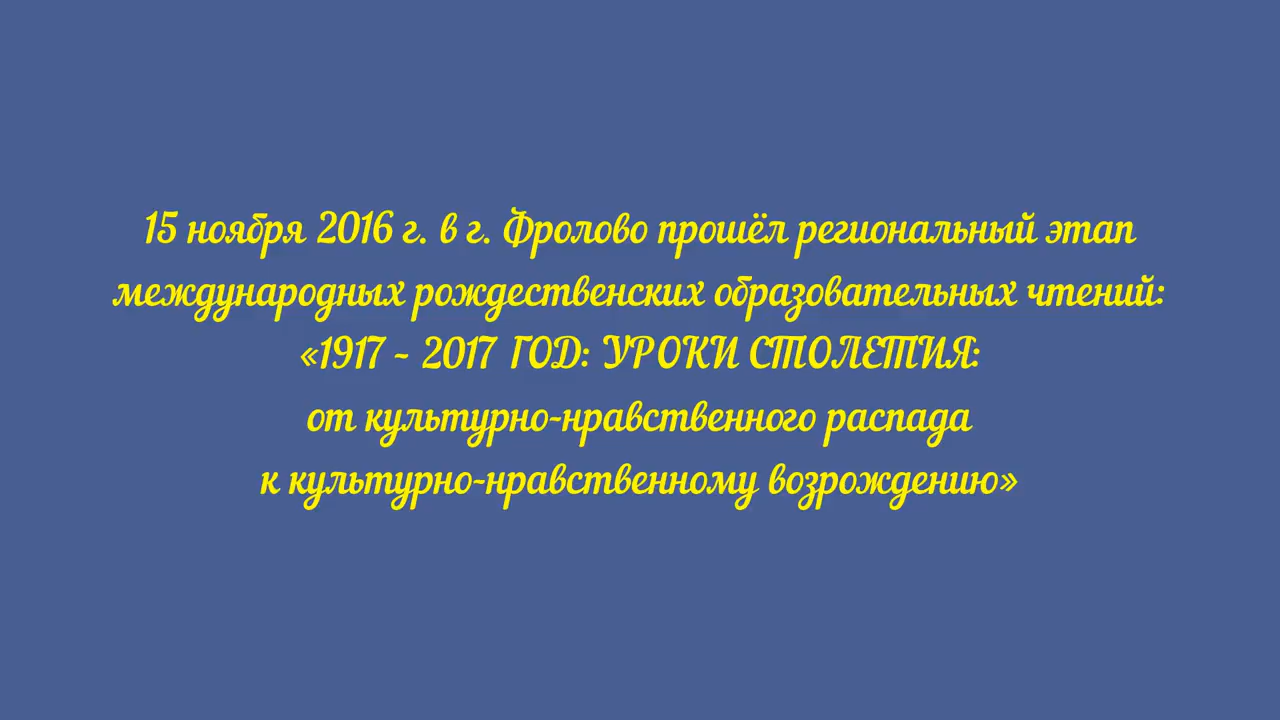 15 ноября 2016 г. в г. Фролово прошёл региональный этап
международных рождественских образовательных чтений:
«1917 - 2017 ГОД: УРОКИ СТОЛЕТИЯ:
от культурно-нравственного распада
к культурно-нравственному возрождению»